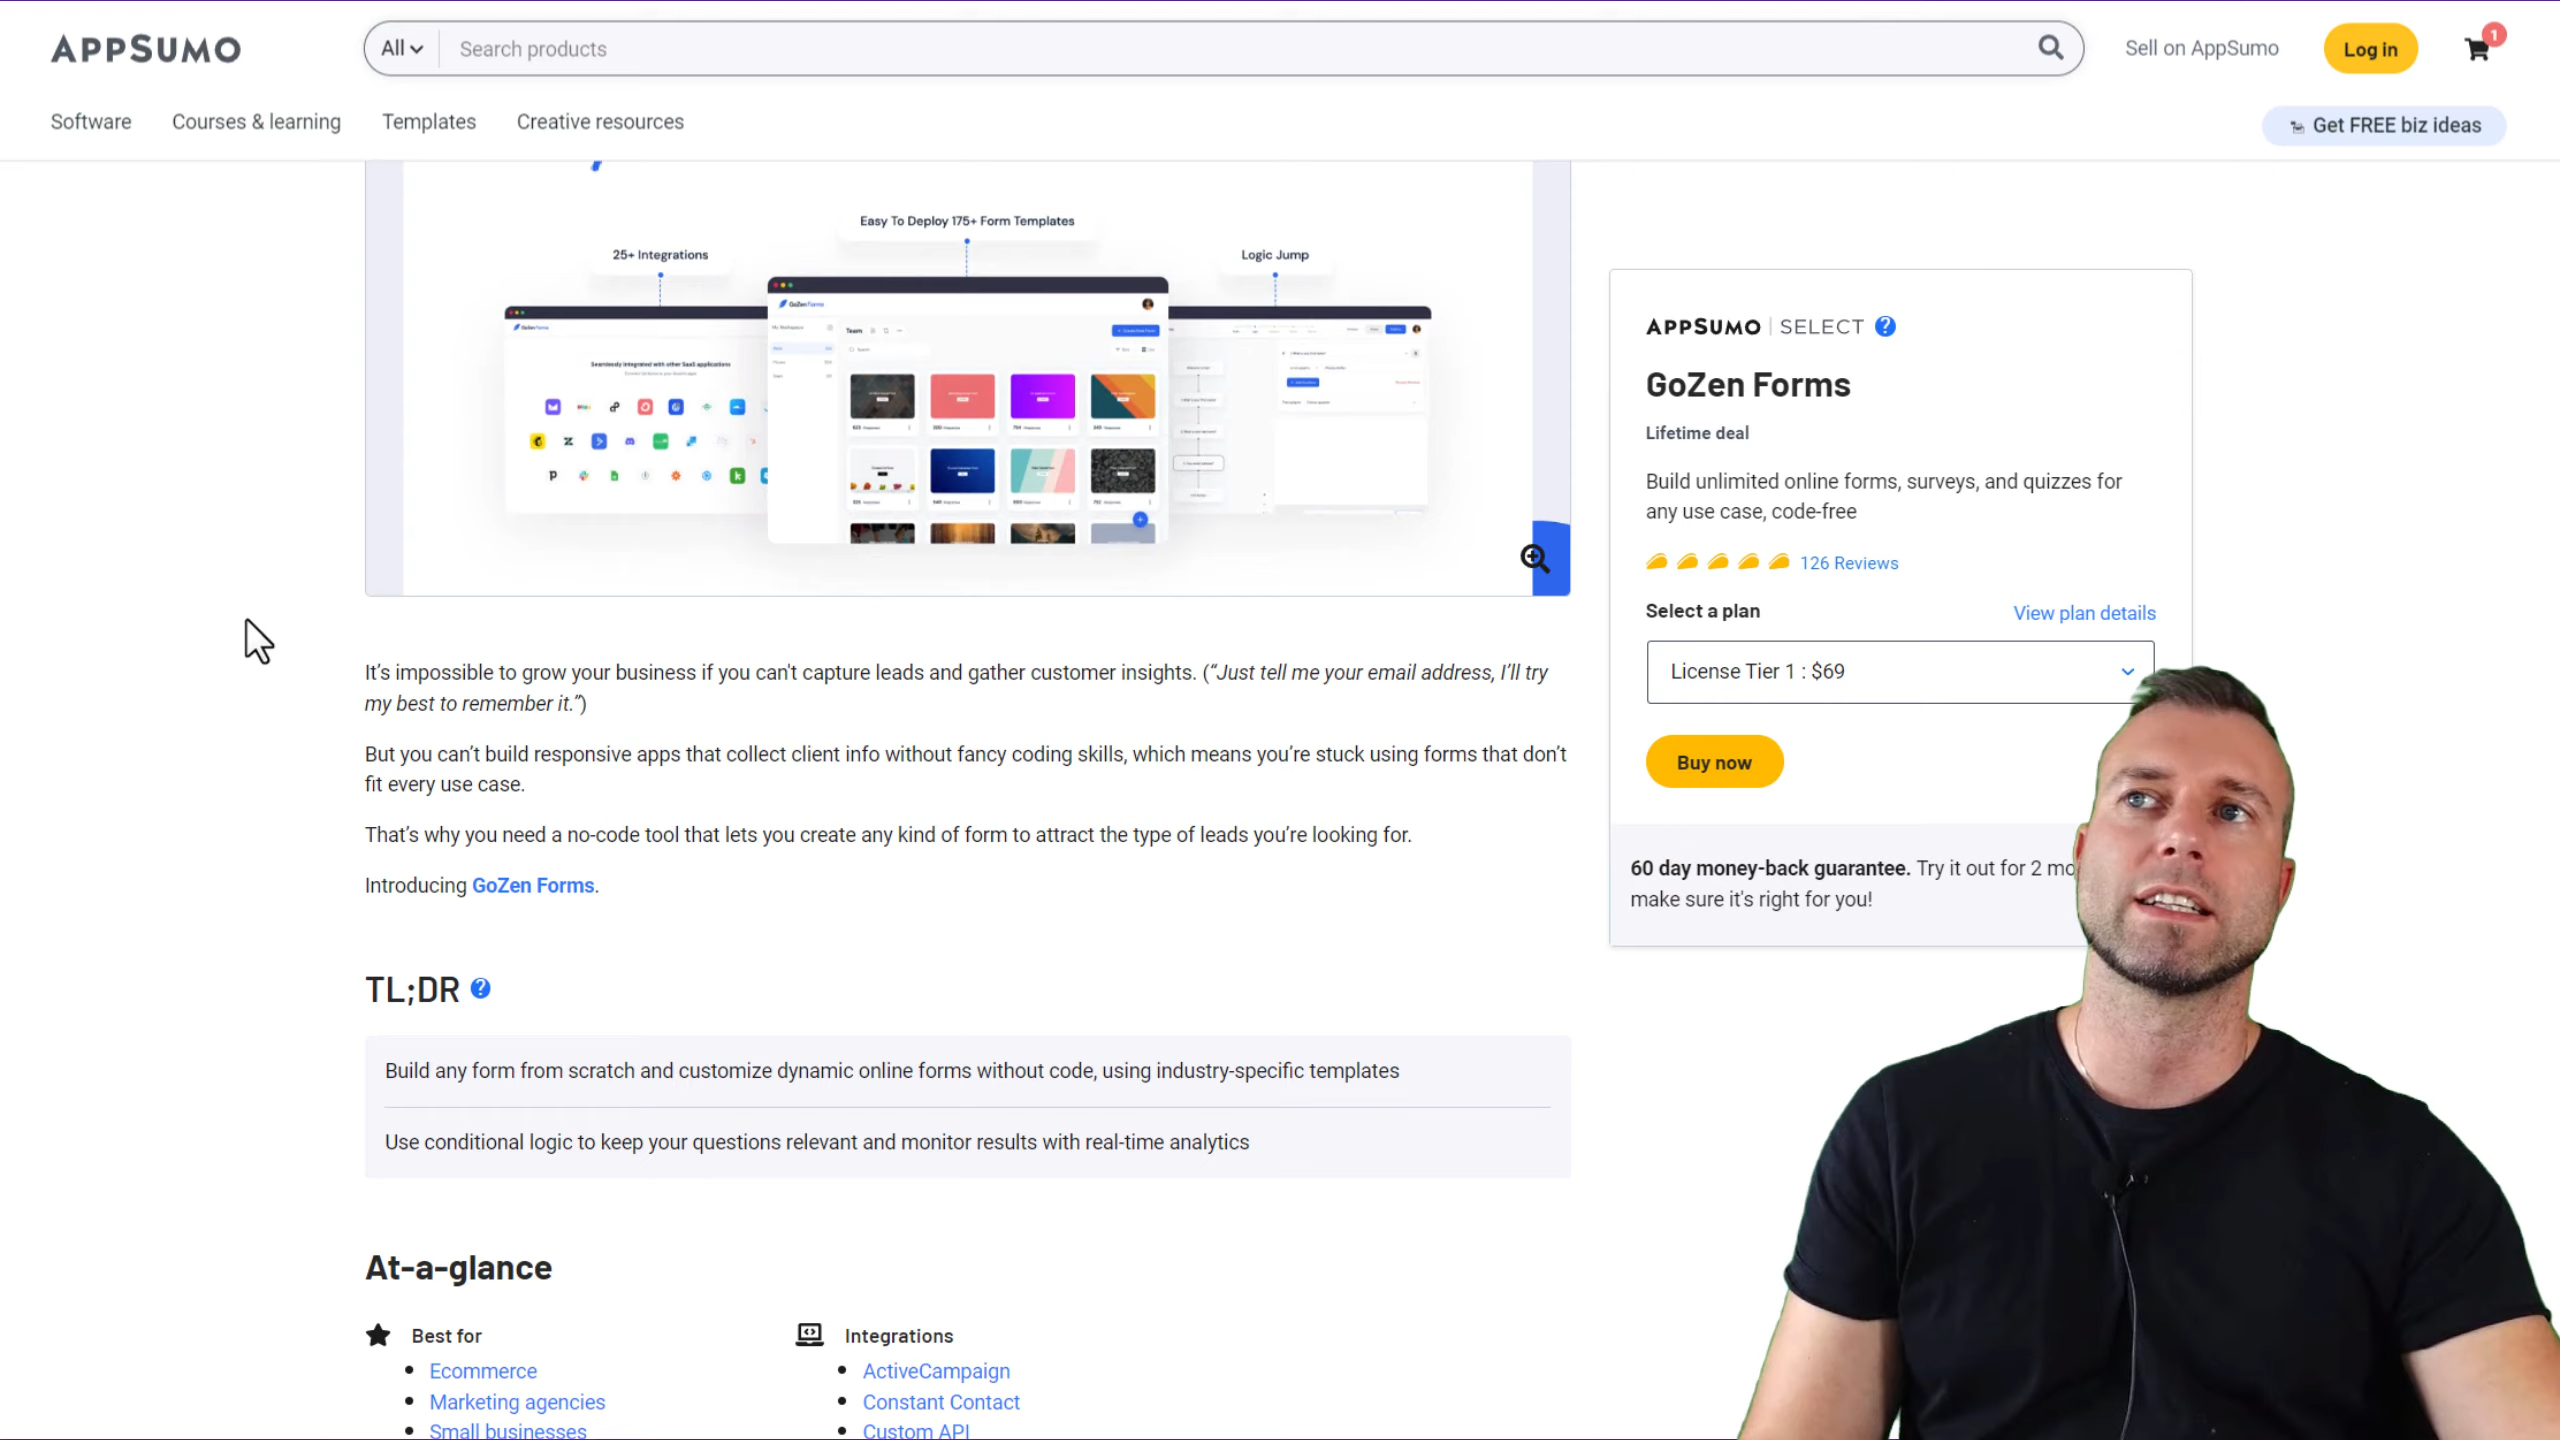 APPSUMO
All
Search products
Sell on AppSumo
Log in
1
Software
Courses & learning
Templates
Creative resources
Get FREE biz ideas
Easy To Deploy 175+ Form Templates
25+ Integrations
Logic Jump
GoZen Forms
Team
Seamlessly integrated with other SaaS applications
APPSUMO | SELECT ?
GoZen Forms
Lifetime deal
Build unlimited online forms, surveys, and quizzes for
any use case, code-free
126 Reviews
Select a plan
View plan details
License Tier 1 : $69
Buy now
60 day money-back guarantee. Try it out for 2 mo
make sure it's right for you!
It’s impossible to grow your business if you can't capture leads and gather customer insights. (“Just tell me your email address, I’ll try
my best to remember it.”)
But you can’t build responsive apps that collect client info without fancy coding skills, which means you’re stuck using forms that don’t
fit every use case.
That’s why you need a no-code tool that lets you create any kind of form to attract the type of leads you’re looking for.
Introducing GoZen Forms.
TL;DR ?
Build any form from scratch and customize dynamic online forms without code, using industry-specific templates
Use conditional logic to keep your questions relevant and monitor results with real-time analytics
At-a-glance
Best for
Ecommerce
Marketing agencies
Small businesses
Integrations
ActiveCampaign
Constant Contact
Custom API